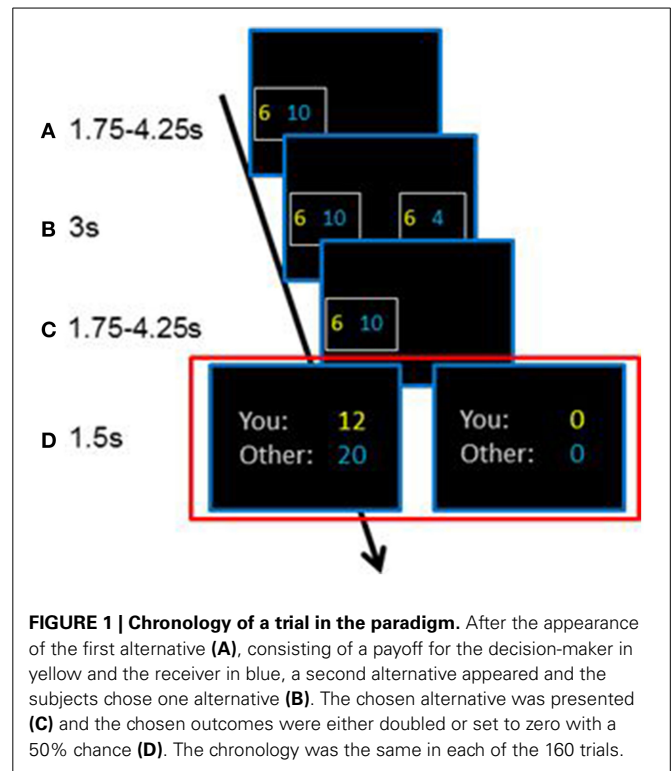 6 10
A 1.75-4.25s
6 10 6 4
B 3s
6 10
C 1.75-4.25s
You: 12 You: 0
Other: 20 Other: 0
D 1.5s
FIGURE 1 | Chronology of a trial in the paradigm. After the appearance
of the first alternative (A), consisting of a payoff for the decision-maker in
yellow and the receiver in blue, a second alternative appeared and the
subjects chose one alternative (B). The chosen alternative was presented
(C) and the chosen outcomes were either doubled or set to zero with a
50% chance (D). The chronology was the same in each of the 160 trials.